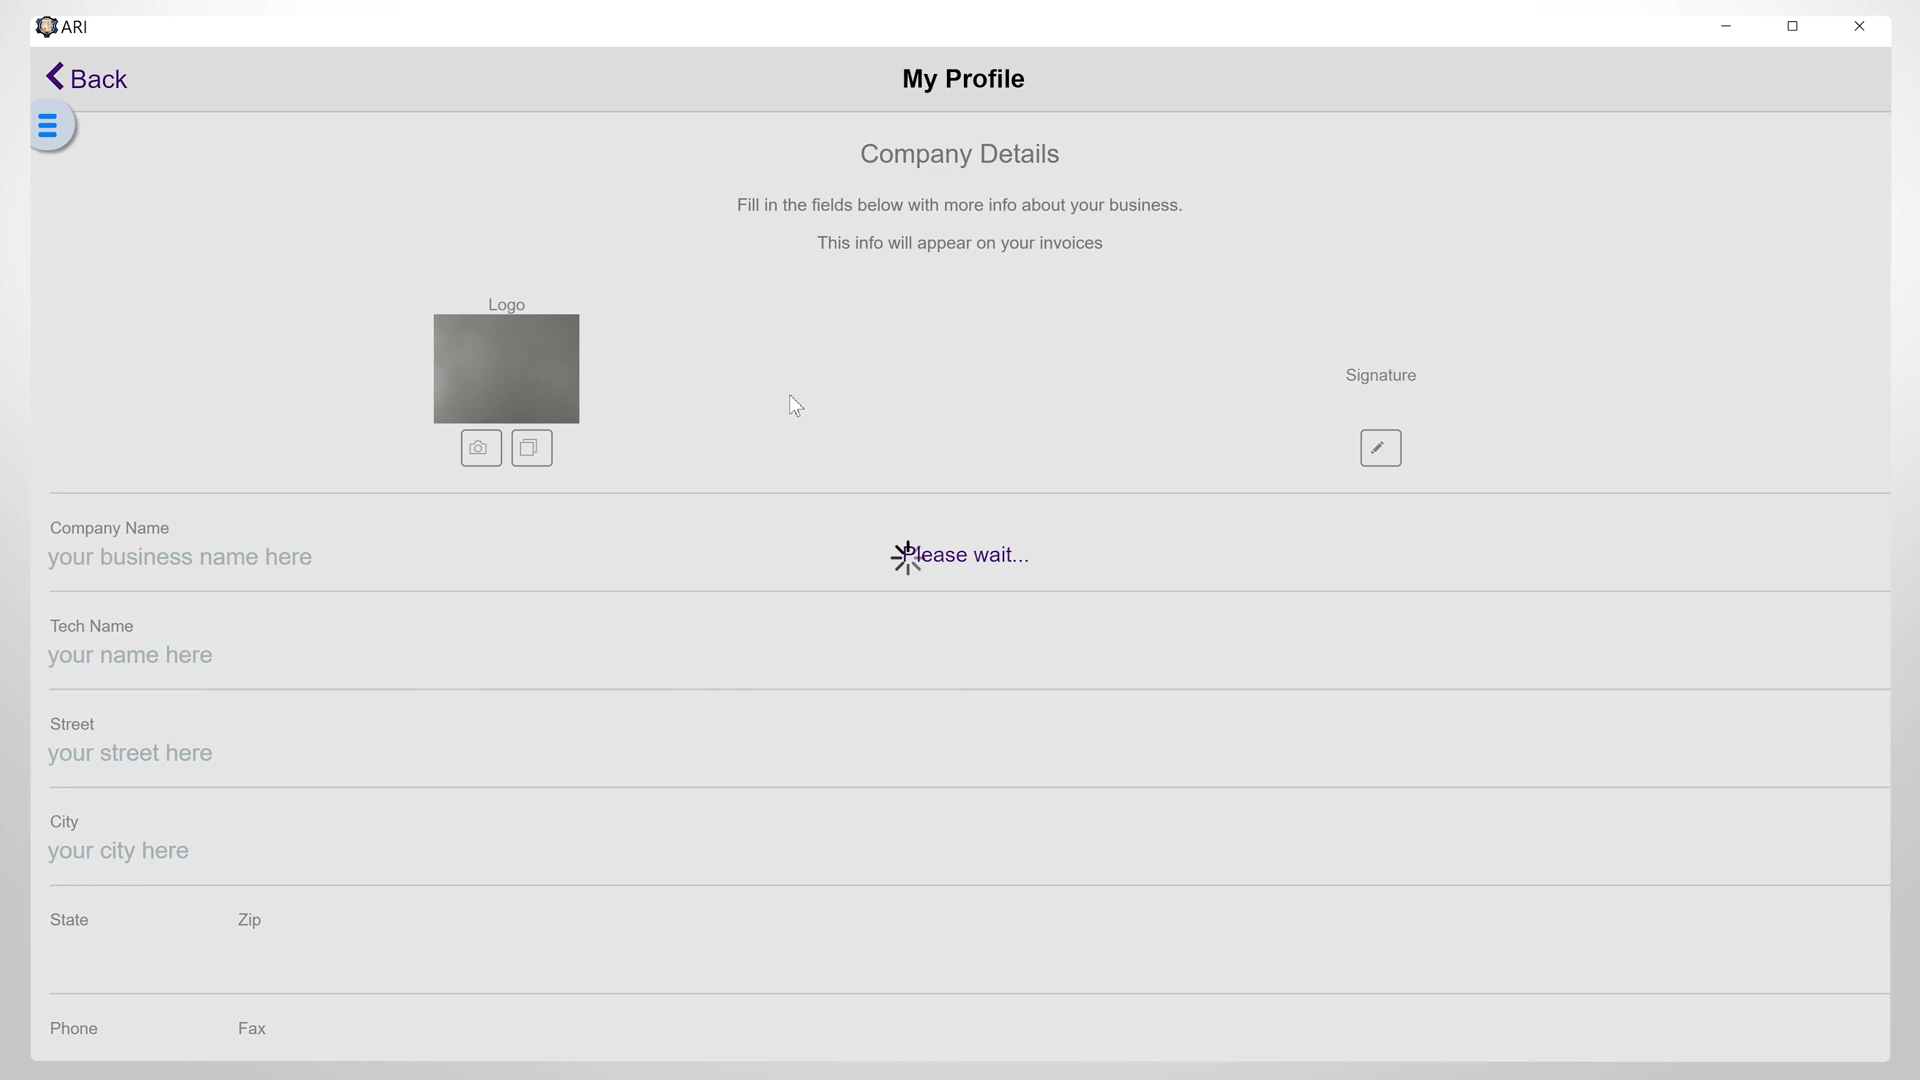 ARI
Back
My Profile
Company Details
Fill in the fields below with more info about your business.
This info will appear on your invoices
Logo
Signature
Company Name
your business name here
Please wait...
Tech Name
your name here
Street
your street here
City
your city here
State Zip
Phone Fax